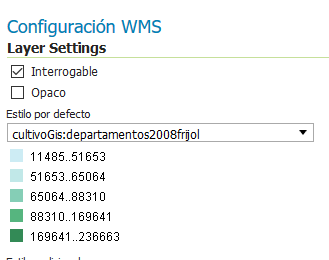 Configuración WMS
Layer Settings
Interrogable
Opaco
Estilo por defecto
cultivoGis:departamentos2008frijol
11485..51653
51653..65064
65064..88310
88310..169641
169641..236663